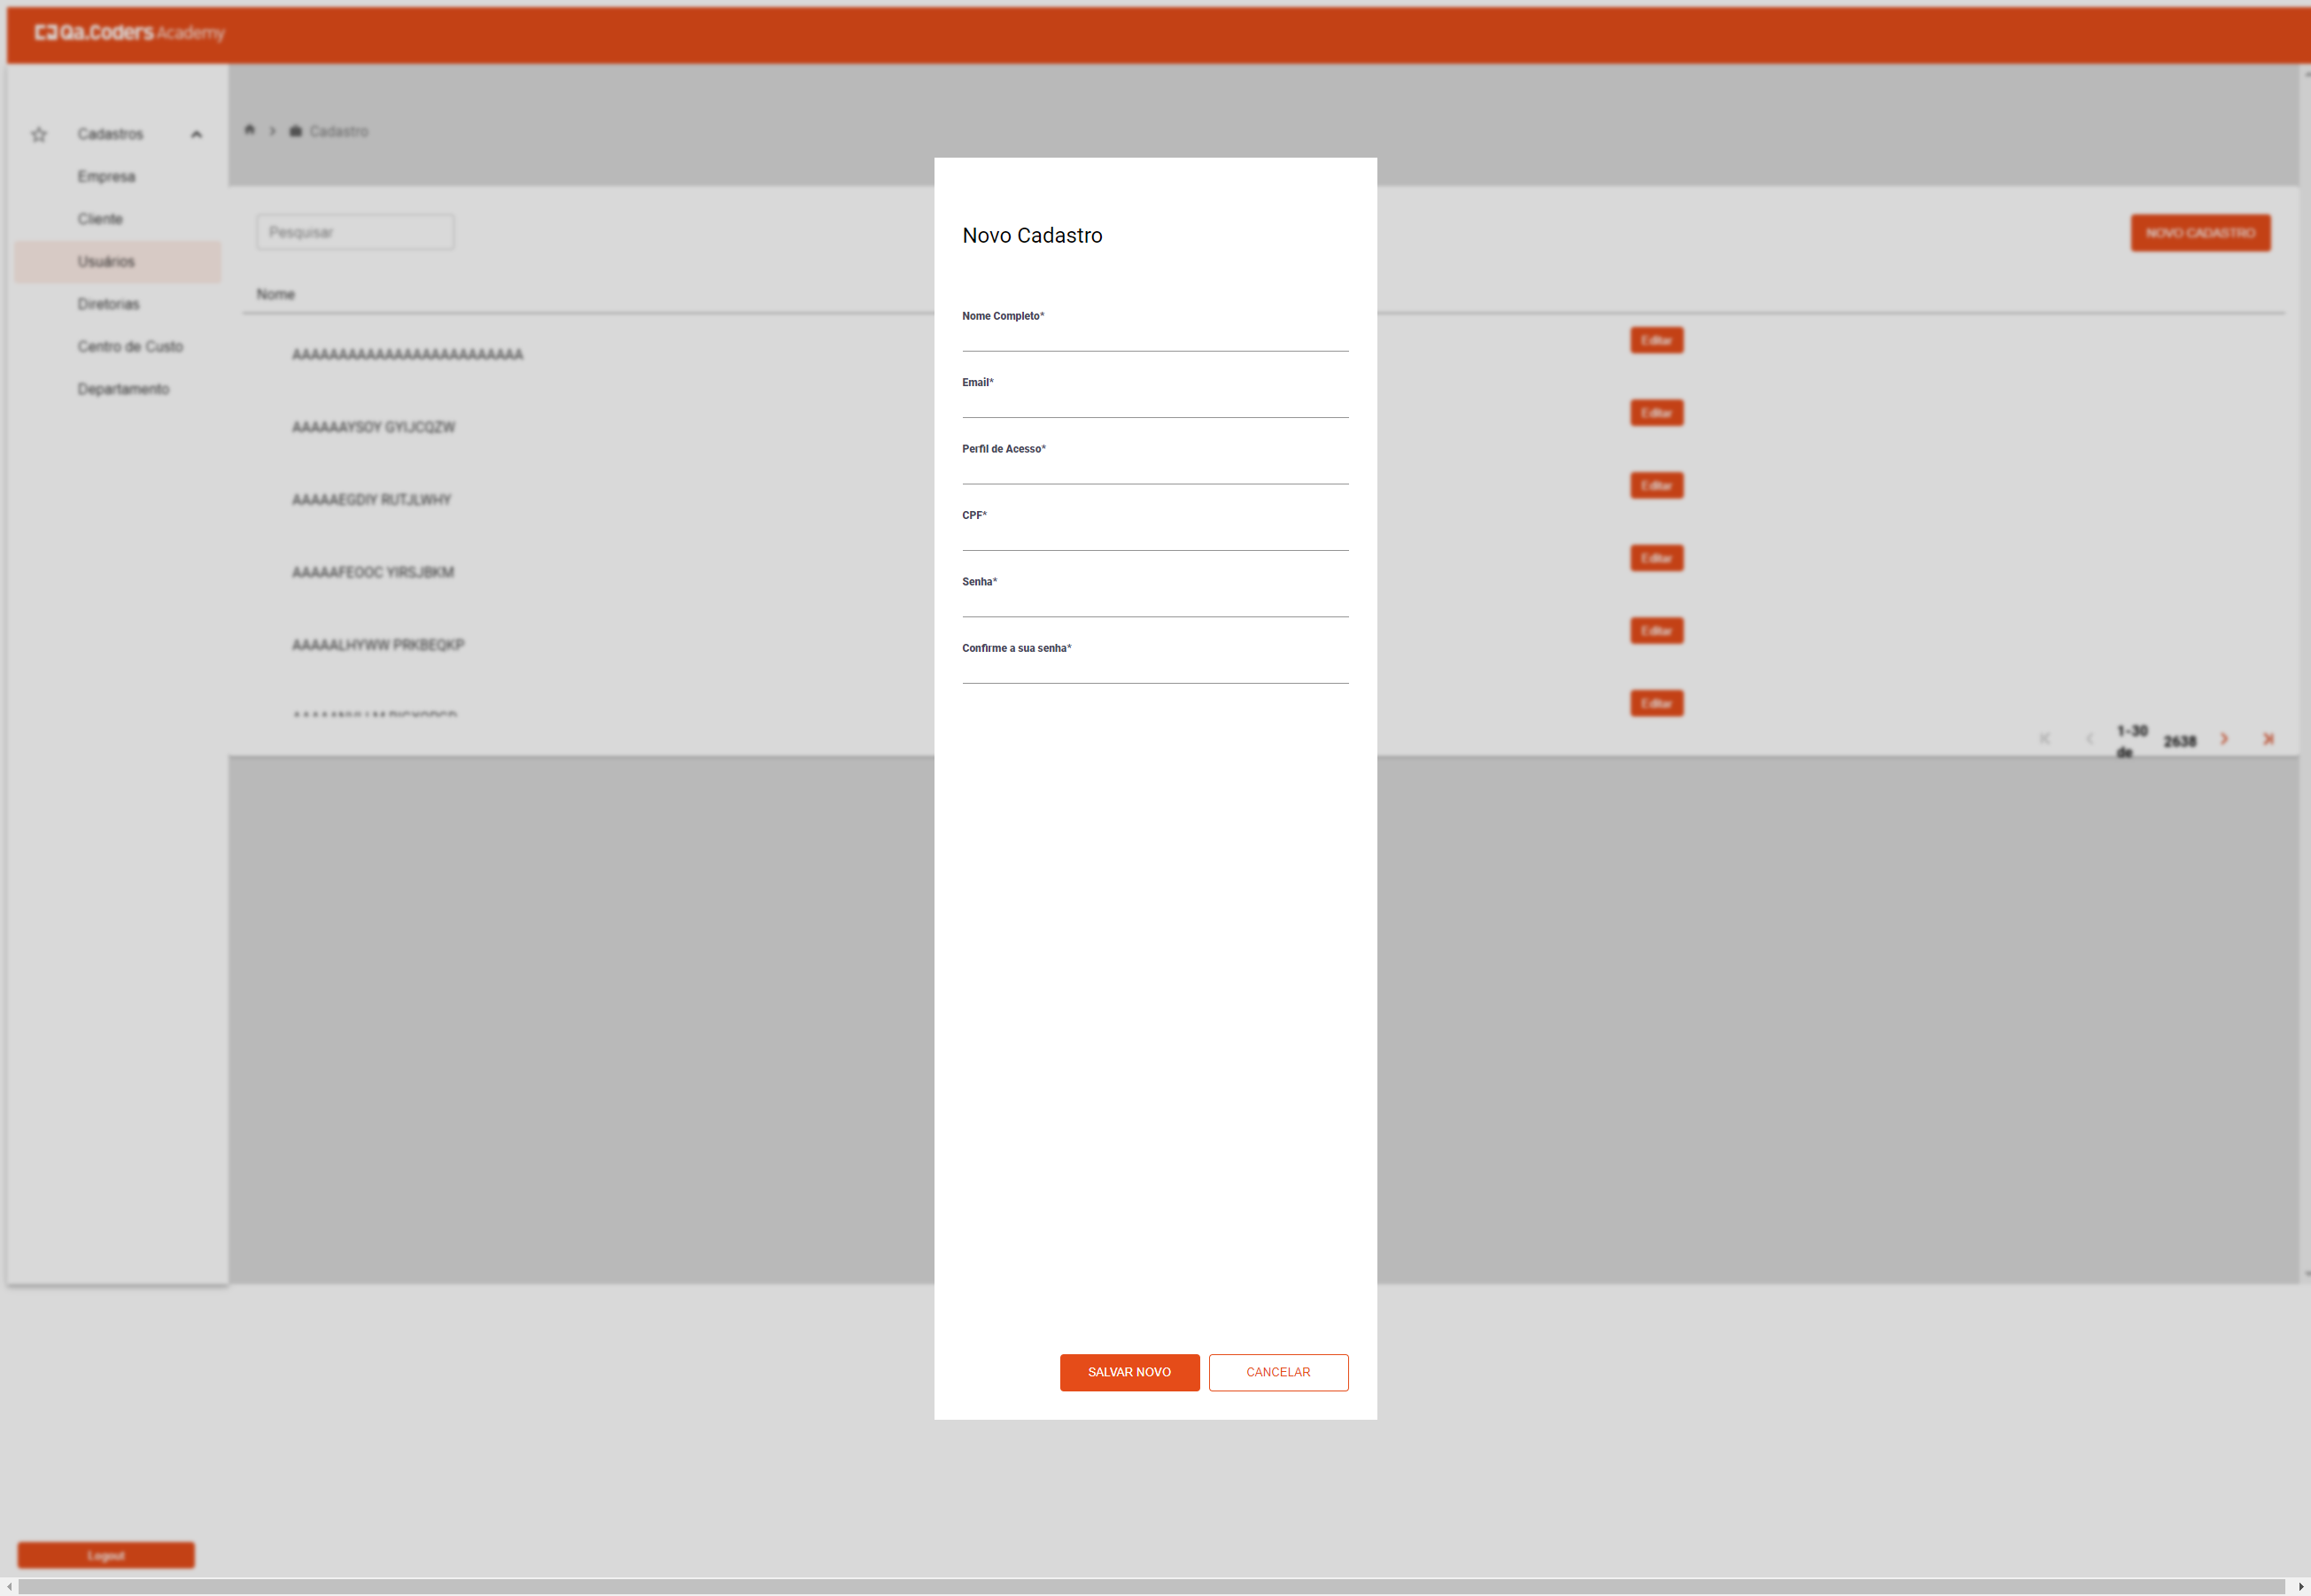 Qa.Coders Academy
Cadastros
Empresa
Cliente
Usuários
Diretorias
Centro de Custo
Departamento
Logout
Cadastro
Pesquisar
NOVO CADASTRO
Nome
AAAAAAAAAAAAAAAAAAAAAAAAA
Editar
AAAAAAYSOY GYIJCQZW
Editar
AAAAAEGDIY RUTJLWHY
Editar
AAAAAFEOOC YIRSJBKM
Editar
AAAAALHYWW PRKBEQKP
Editar
Editar
1-30 de 2638
Novo Cadastro
Nome Completo*
Email*
Perfil de Acesso*
CPF*
Senha*
Confirme a sua senha*
SALVAR NOVO
CANCELAR